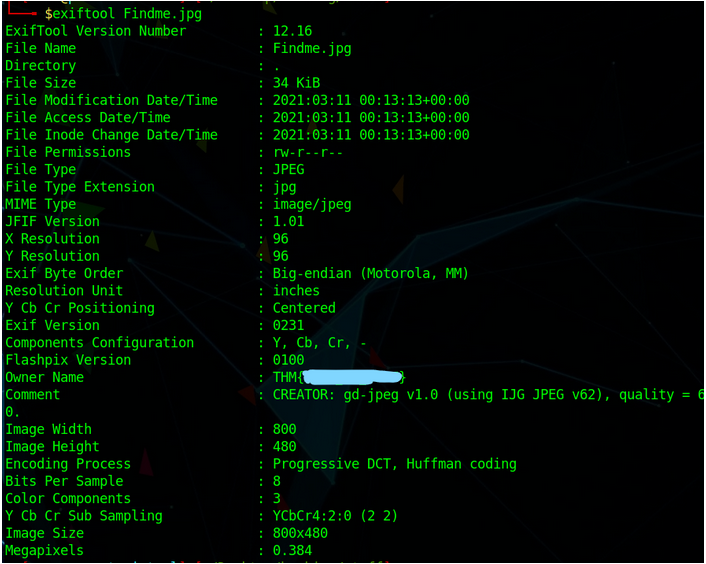 $exiftool Findme.jpg
ExifTool Version Number : 12.16
File Name : Findme.jpg
Directory : .
File Size : 34 KiB
File Modification Date/Time : 2021:03:11 00:13:13+00:00
File Access Date/Time : 2021:03:11 00:13:13+00:00
File Inode Change Date/Time : 2021:03:11 00:13:13+00:00
File Permissions : rw-r--r--
File Type : JPEG
File Type Extension : jpg
MIME Type : image/jpeg
JFIF Version : 1.01
X Resolution : 96
Y Resolution : 96
Exif Byte Order : Big-endian (Motorola, MM)
Resolution Unit : inches
Y Cb Cr Positioning : Centered
Exif Version : 0231
Components Configuration : Y, Cb, Cr, -
Flashpix Version : 0100
Owner Name : THM{}
Comment : CREATOR: gd-jpeg v1.0 (using IJG JPEG v62), quality = 6
0.
Image Width : 800
Image Height : 480
Encoding Process : Progressive DCT, Huffman coding
Bits Per Sample : 8
Color Components : 3
Y Cb Cr Sub Sampling : YCbCr4:2:0 (2 2)
Image Size : 800x480
Megapixels : 0.384